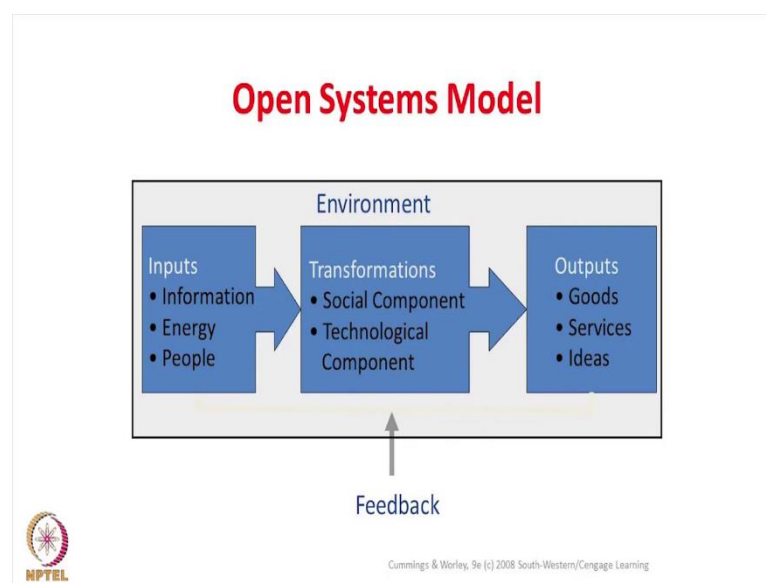 Open Systems Model
Environment
Inputs
• Information
• Energy
• People
Transformations
• Social Component
• Technological
Component
Outputs
• Goods
• Services
• Ideas
Feedback
Cummings & Worley, 9e (c) 2008 South-Western/Cengage Learning
NPTEL